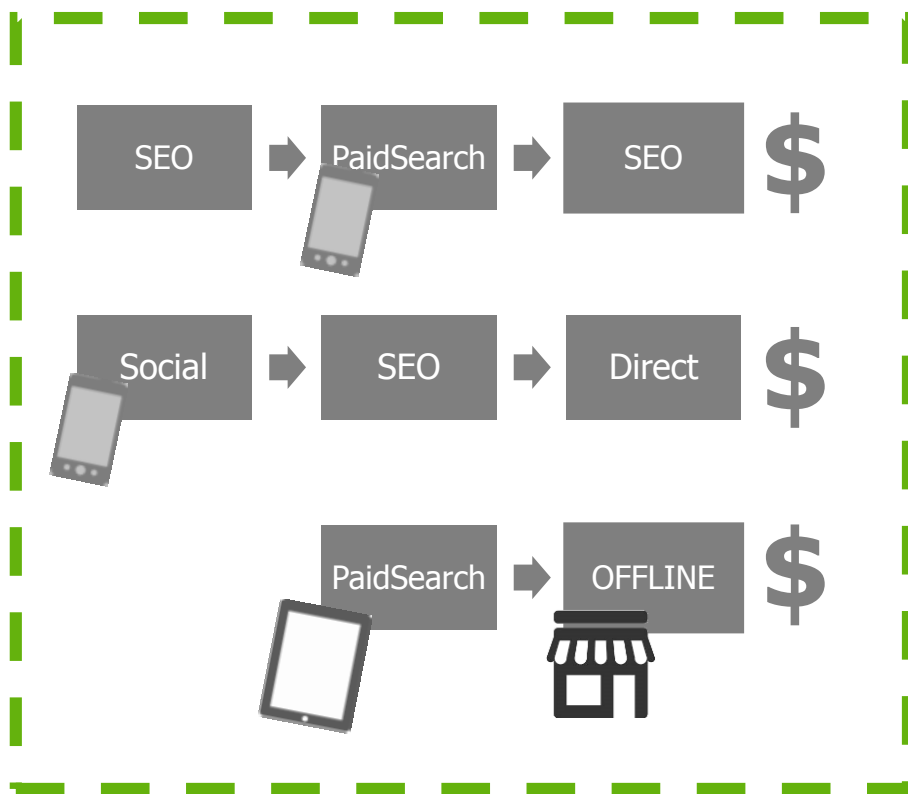 SEO
PaidSearch
SEO
$
Social
SEO
Direct
$
PaidSearch
OFFLINE
$